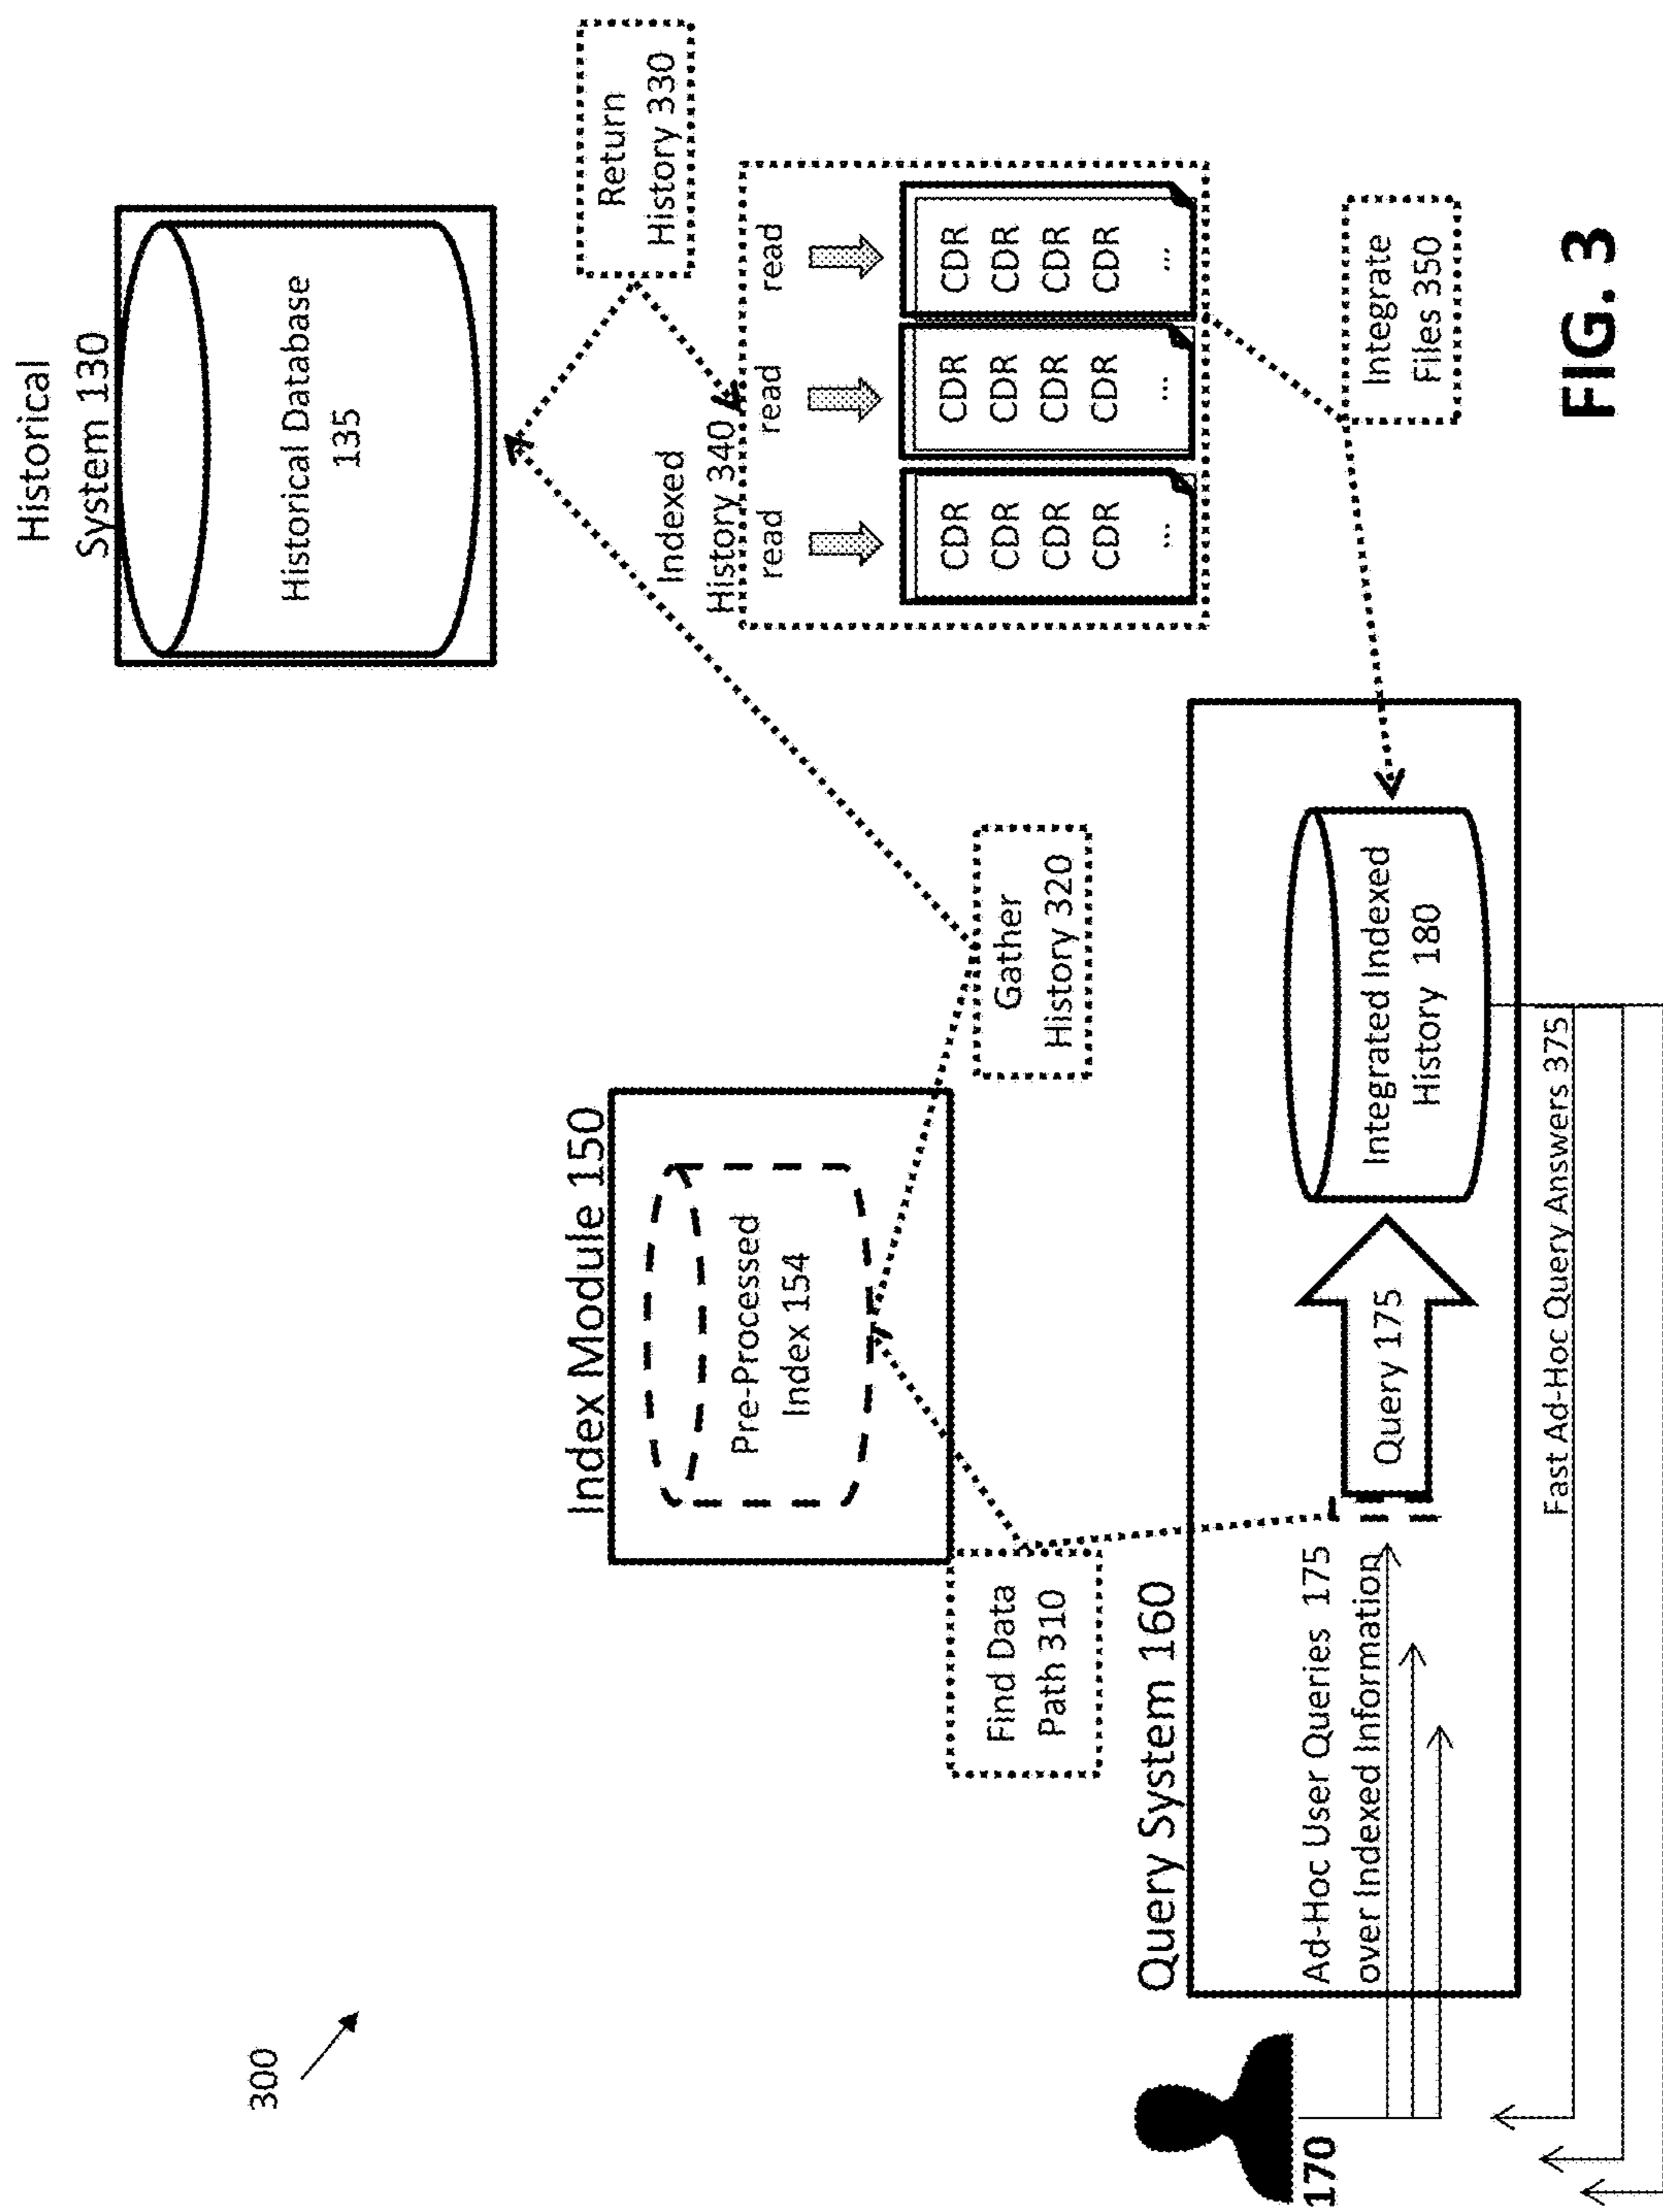 300
Historical
System 130
Historical Database
135
Return
History 330
Index Module 150
Pre-Processed
Index 154
Indexed
History 340
read
read
read
CDR
CDR
CDR
CDR
...
CDR
CDR
CDR
CDR
...
CDR
CDR
CDR
CDR
...
Gather
History 320
Find Data
Path 310
Query System 160
Ad-Hoc User Queries 175
over Indexed Information
Query 175
Integrated Indexed
History 180
Integrate
Files 350
170
Fast Ad-Hoc Query Answers 375
FIG. 3